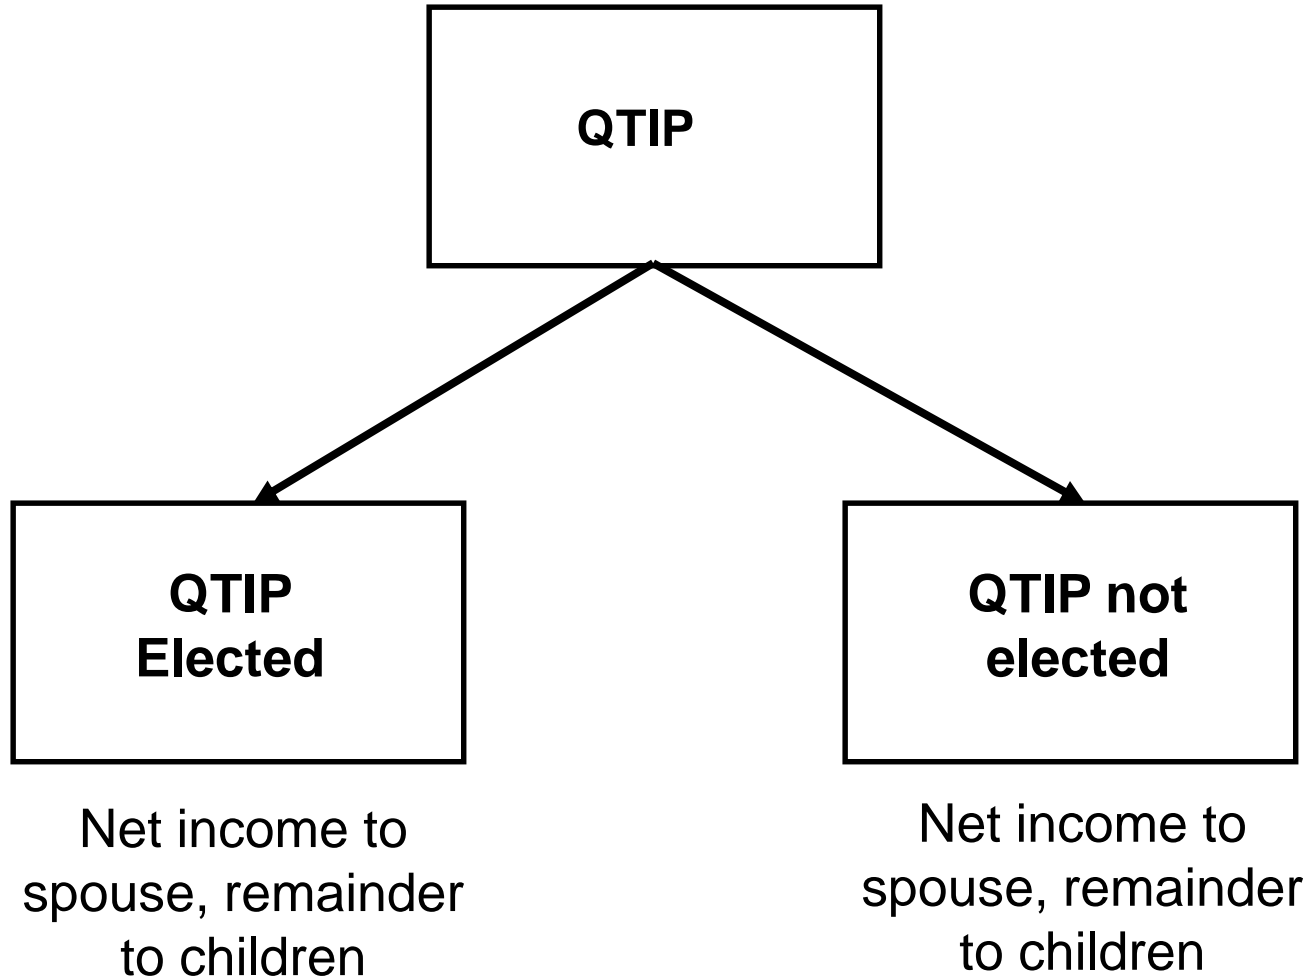 QTIP
QTIP
Elected
QTIP not
elected
Net income to
spouse, remainder
to children
Net income to
spouse, remainder
to children